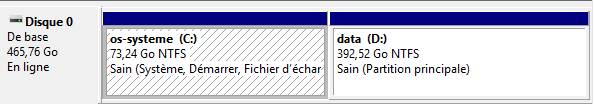 Disque 0
De base
465,76 Go
En ligne
os-systeme (C:)
73,24 Go NTFS
Sain (Système, Démarrer, Fichier d'échar
data (D:)
392,52 Go NTFS
Sain (Partition principale)